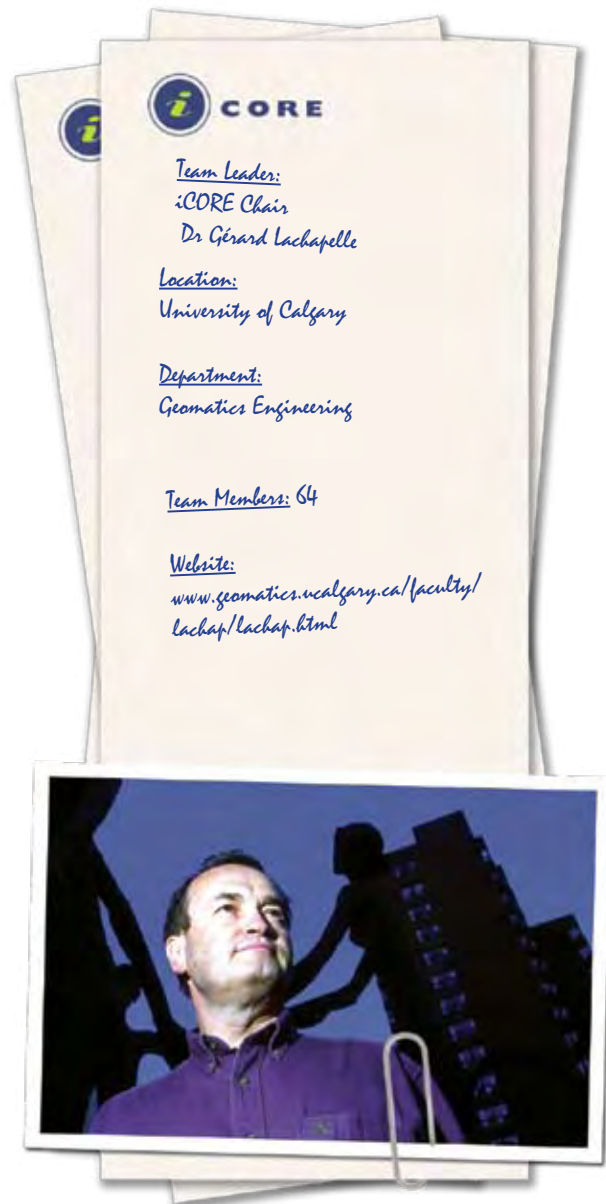 i CORE
i
Team Leader:
iCORE Chair
Dr Gérard Lachapelle
Location:
University of Calgary
Department:
Geomatics Engineering
Team Members: 64
Website:
www.geomatics.ucalgary.ca/faculty/
lachap/lachap.html